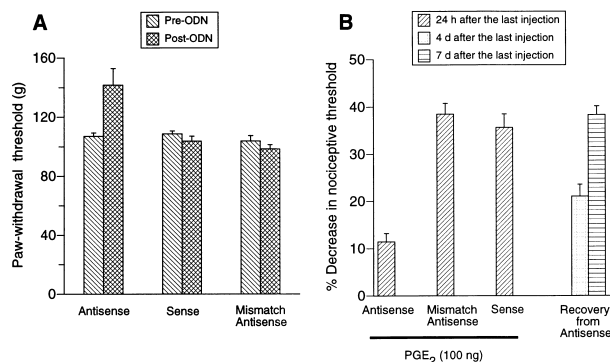 A
Pre-ODN
Post-ODN
Paw-withdrawal threshold (g)
160
120
80
40
0
Antisense
Sense
Mismatch
Antisense
B
24 h after the last injection
4 d after the last injection
7 d after the last injection
% Decrease in nociceptive threshold
50
40
30
20
10
0
Antisense
Mismatch
Antisense
Sense
Recovery
from
Antisense
PGE2 (100 ng)